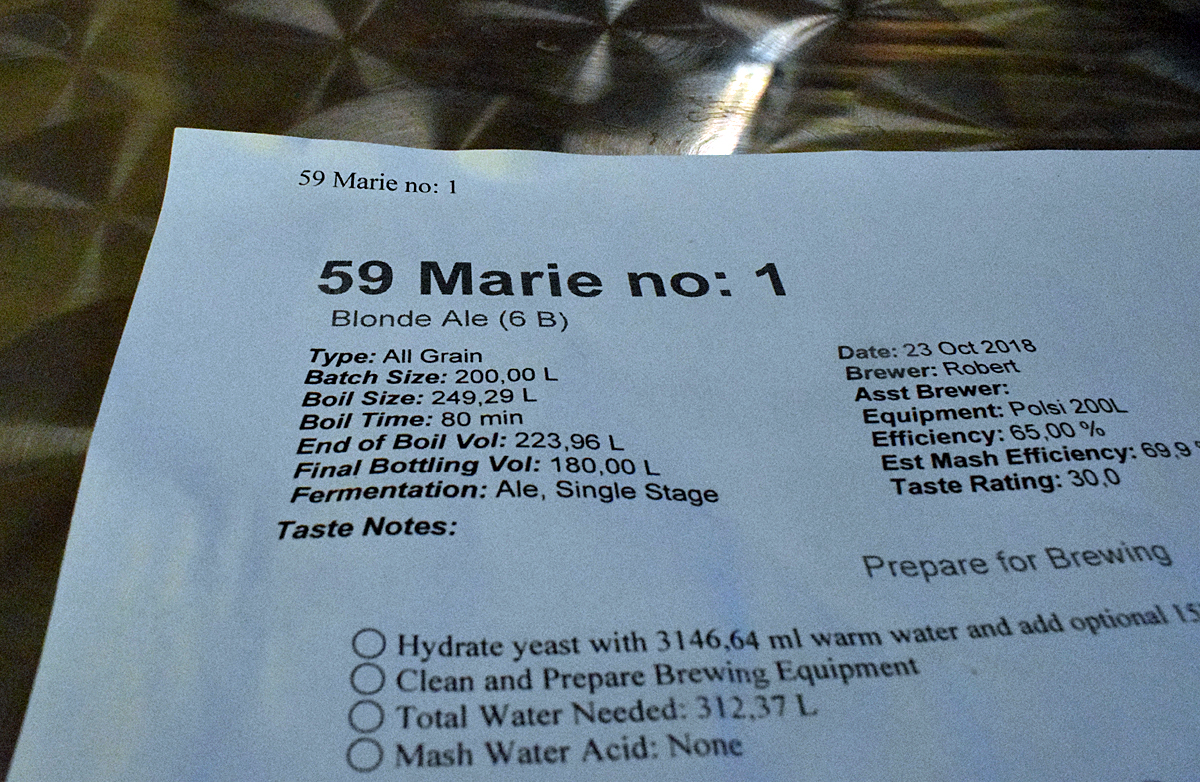 59 Marie no: 1
59 Marie no: 1
Blonde Ale (6 B)
Type: All Grain
Batch Size: 200,00 L
Boil Size: 249,29 L
Boil Time: 80 min
End of Boil Vol: 223,96 L
Final Bottling Vol: 180,00 L
Fermentation: Ale, Single Stage
Taste Notes:
Date: 23 Oct 2018
Brewer: Robert
Asst Brewer:
Equipment: Polsi 200L
Efficiency: 65,00 %
Est Mash Efficiency: 69,9
Taste Rating: 30,0
Prepare for Brewing
Hydrate yeast with 3146,64 ml warm water and add optional 15
Clean and Prepare Brewing Equipment
Total Water Needed: 312,37 L
Mash Water Acid: None